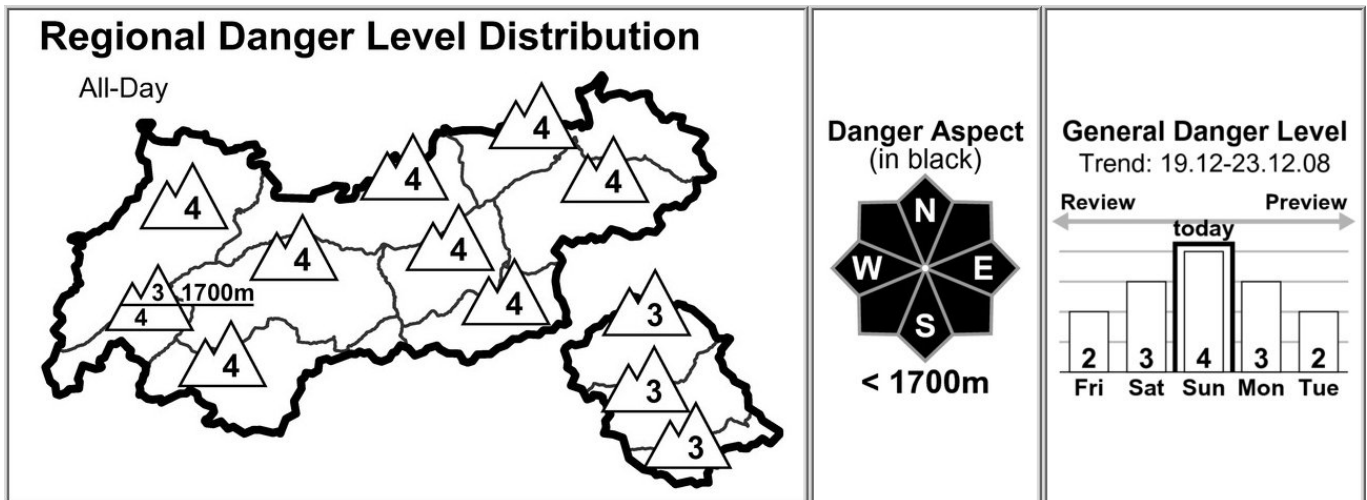 Regional Danger Level Distribution
All-Day
4
4
4
4
4
4
4
3 1700m
4
4
4
3
3
3
Danger Aspect
(in black)
N
W E
S
< 1700m
General Danger Level
Trend: 19.12-23.12.08
Review Preview
today
2 3 4 3 2
Fri Sat Sun Mon Tue